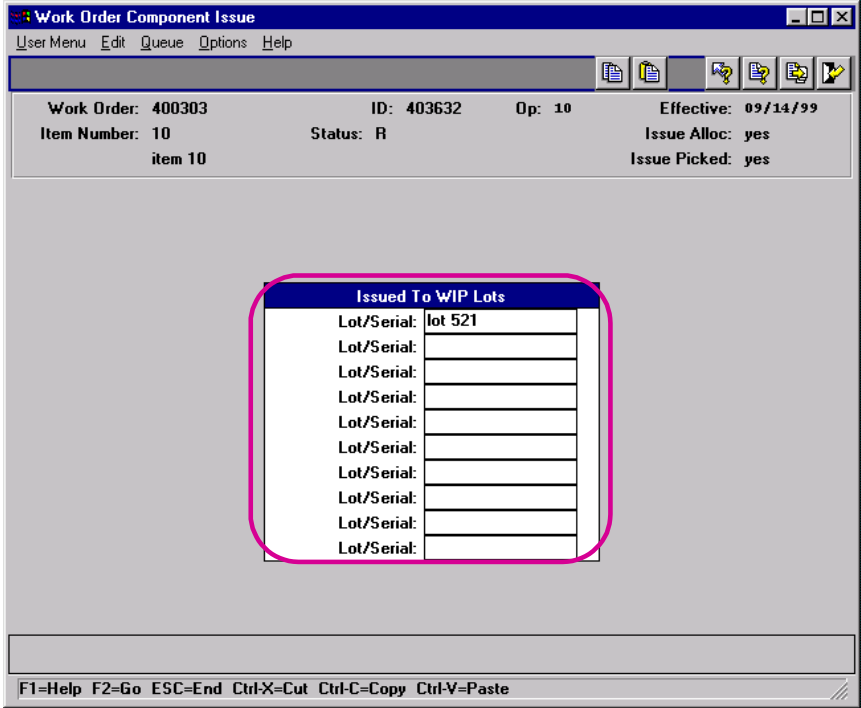 Work Order Component Issue
User Menu Edit Queue Options Help
Work Order: 400303 ID: 403632 Op: 10 Effective: 09/14/99
Item Number: 10 Status: R Issue Alloc: yes
item 10 Issue Picked: yes
Issued To WIP Lots
Lot/Serial: lot 521
Lot/Serial:
Lot/Serial:
Lot/Serial:
Lot/Serial:
Lot/Serial:
Lot/Serial:
Lot/Serial:
Lot/Serial:
Lot/Serial:
F1=Help F2=Go ESC=End Ctrl-X=Cut Ctrl-C=Copy Ctrl-V=Paste